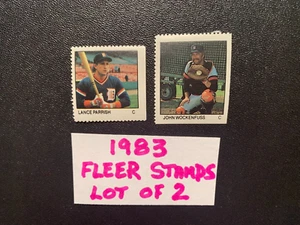 LANCE PARRISH C
JOHN WOCKENFUSS C
1983
FLEER STAMPS
LOT OF 2